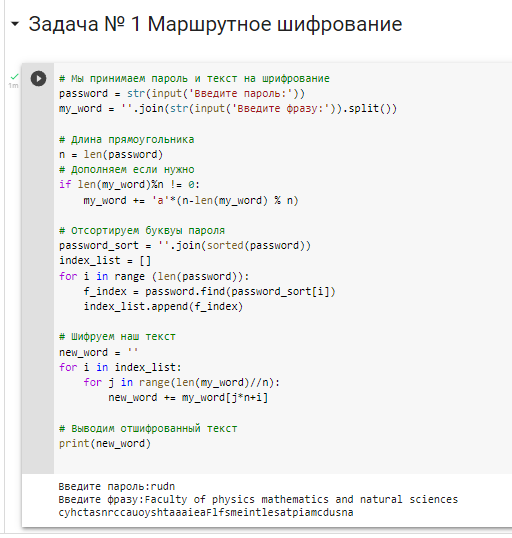 Задача № 1 Маршрутное шифрование
1m
# Мы принимаем пароль и текст на шрифрование
password = str(input('Введите пароль:'))
my_word = ''.join(str(input('Введите фразу:')).split())
# Длина прямоугольника
n = len(password)
# Дополняем если нужно
if len(my_word)%n != 0:
my_word += 'a'*(n-len(my_word) % n)
# Отсортируем буквуы пароля
password_sort = ''.join(sorted(password))
index_list = []
for i in range (len(password)):
f_index = password.find(password_sort[i])
index_list.append(f_index)
# Шифруем наш текст
new_word = ''
for i in index_list:
for j in range(len(my_word)//n):
new_word += my_word[j*n+i]
# Выводим отшифрованный текст
print(new_word)
Введите пароль:rudn
Введите фразу:Faculty of physics mathematics and natural sciences
cyhctasnrccauoyshtaaaieaFlfsmeintlesatpiamcdusna